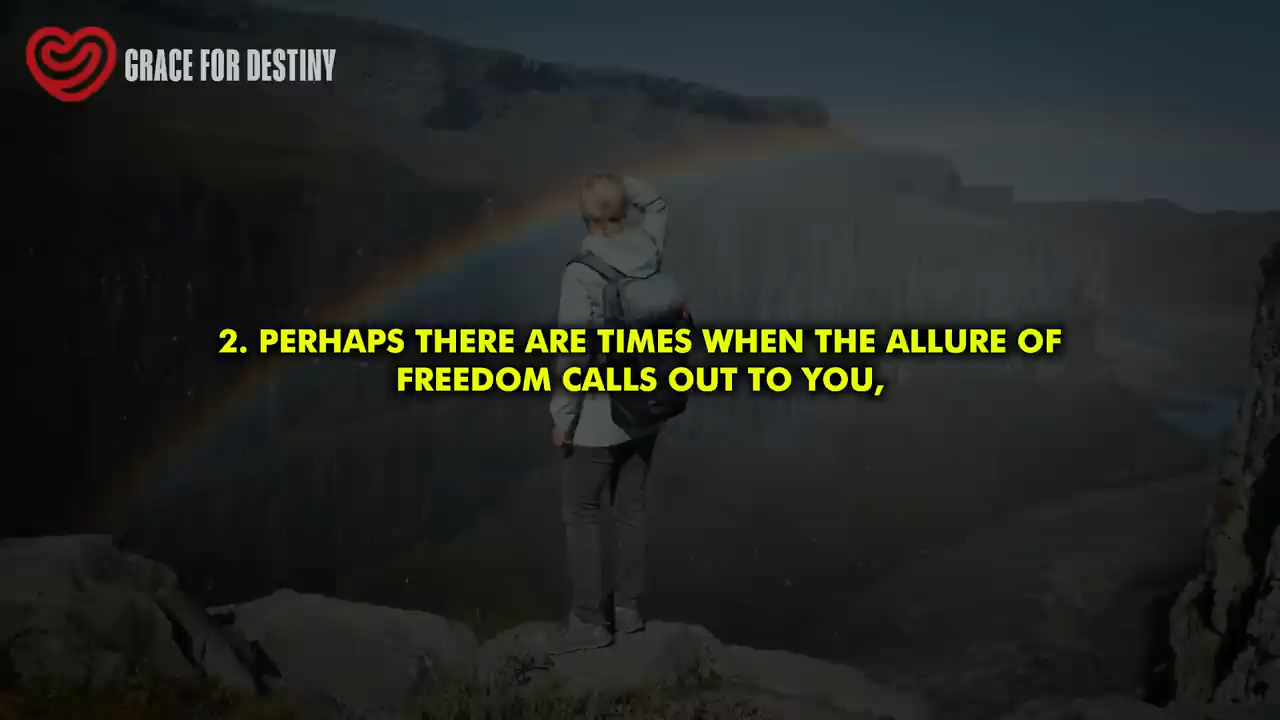 GRACE FOR DESTINY
2. PERHAPS THERE ARE TIMES WHEN THE ALLURE OF
FREEDOM CALLS OUT TO YOU,